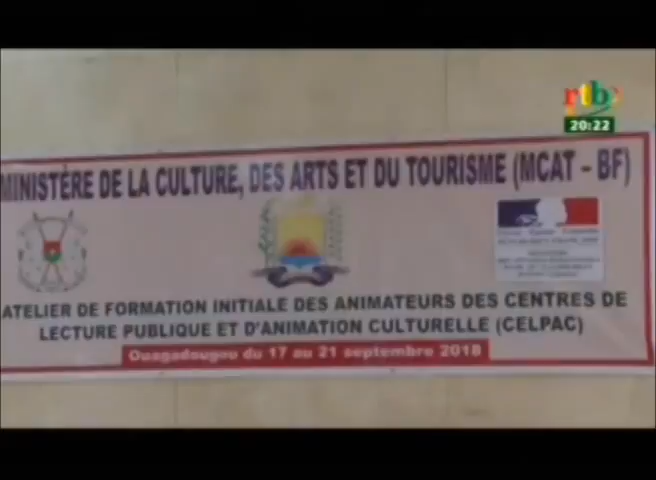 rtb
20:22
MINISTÈRE DE LA CULTURE, DES ARTS ET DU TOURISME (MCAT – BF)
ATELIER DE FORMATION INITIALE DES ANIMATEURS DES CENTRES DE
LECTURE PUBLIQUE ET D'ANIMATION CULTURELLE (CELPAC)
Ouagadougou du 17 au 21 septembre 2018